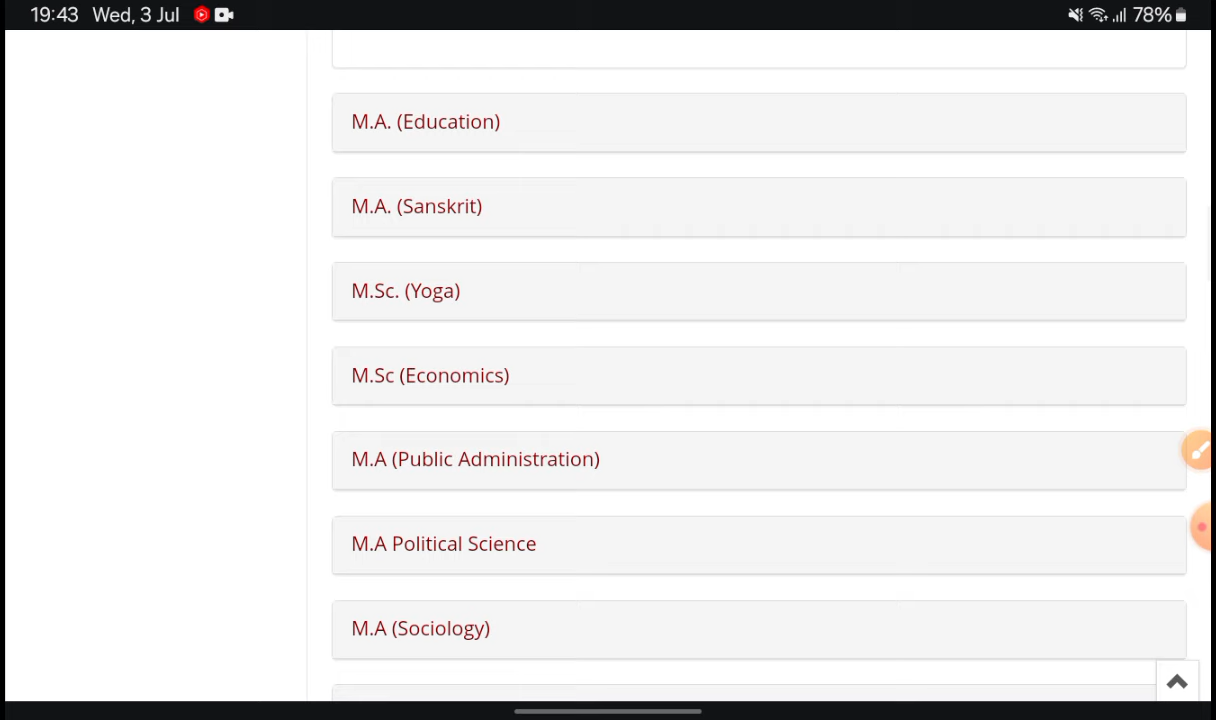 19:43 Wed, 3 Jul 78%
M.A. (Education)
M.A. (Sanskrit)
M.Sc. (Yoga)
M.Sc (Economics)
M.A (Public Administration)
M.A Political Science
M.A (Sociology)